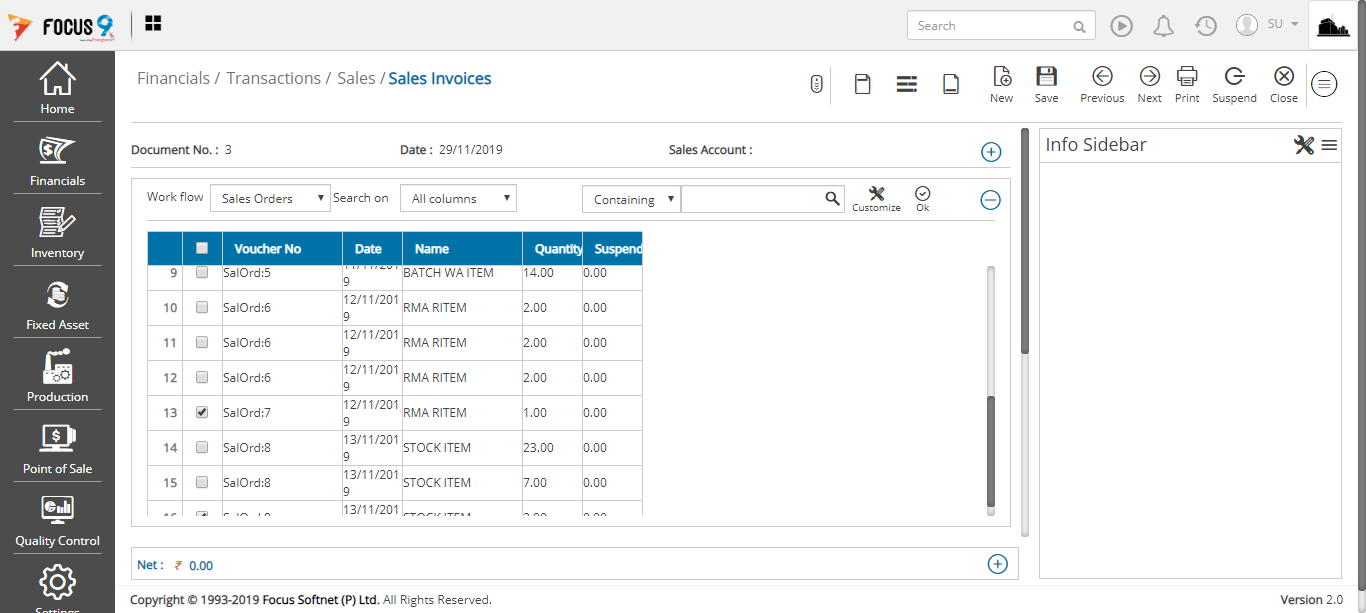 FOCUS 9
Search
SU
Home
Financials
Inventory
Fixed Asset
Production
Point of Sale
Quality Control
Settings
Financials / Transactions / Sales / Sales Invoices
New
Save
Previous
Next
Print
Suspend
Close
Document No. : 3
Date : 29/11/2019
Sales Account :
Work flow Sales Orders Search on All columns Containing Customize Ok
Voucher No Date Name Quantity Suspend
9 SalOrd:5 11/11/2019 BATCH WA ITEM 14.00 0.00
10 SalOrd:6 12/11/2019 RMA RITEM 2.00 0.00
11 SalOrd:6 12/11/2019 RMA RITEM 2.00 0.00
12 SalOrd:6 12/11/2019 RMA RITEM 2.00 0.00
13 SalOrd:7 12/11/2019 RMA RITEM 1.00 0.00
14 SalOrd:8 13/11/2019 STOCK ITEM 23.00 0.00
15 SalOrd:8 13/11/2019 STOCK ITEM 7.00 0.00
13/11/201 STOCK ITEM
Info Sidebar
Net : ₹ 0.00
Copyright © 1993-2019 Focus Softnet (P) Ltd. All Rights Reserved.
Version 2.0